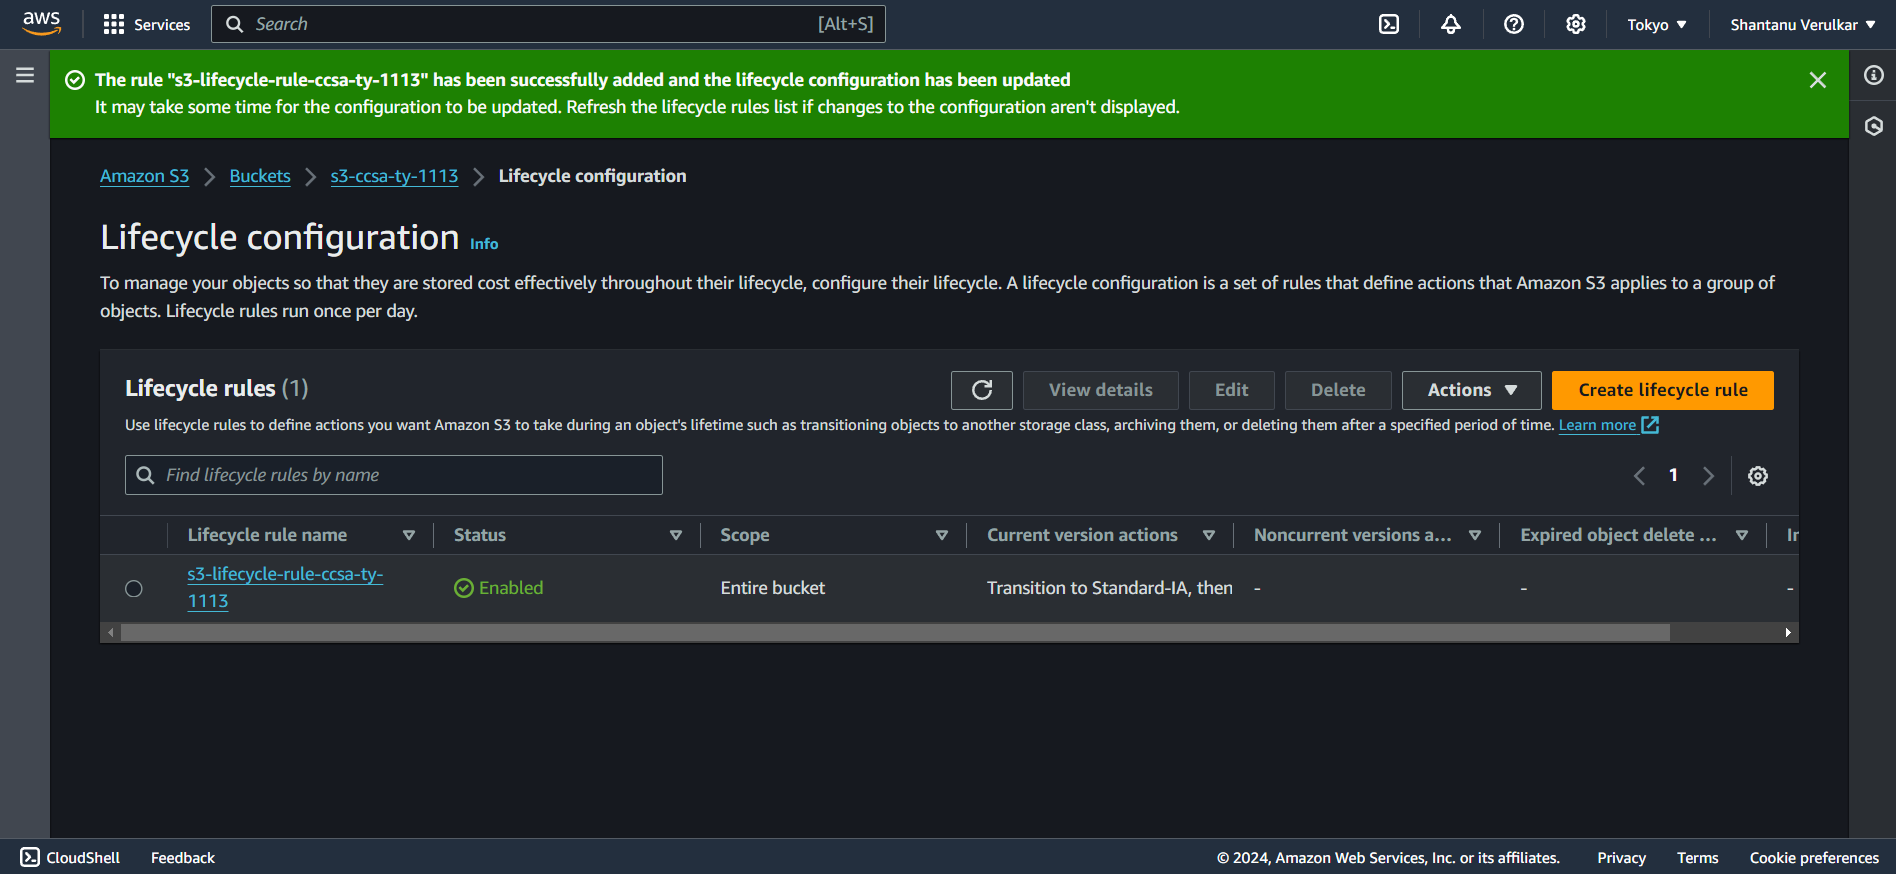 aws Services Search [Alt+S] Tokyo Shantanu Verulkar
The rule "s3-lifecycle-rule-ccsa-ty-1113" has been successfully added and the lifecycle configuration has been updated
It may take some time for the configuration to be updated. Refresh the lifecycle rules list if changes to the configuration aren't displayed.
Amazon S3 Buckets s3-ccsa-ty-1113 Lifecycle configuration
Lifecycle configuration Info
To manage your objects so that they are stored cost effectively throughout their lifecycle, configure their lifecycle. A lifecycle configuration is a set of rules that define actions that Amazon S3 applies to a group of
objects. Lifecycle rules run once per day.
Lifecycle rules (1) View details Edit Delete Actions Create lifecycle rule
Use lifecycle rules to define actions you want Amazon S3 to take during an object's lifetime such as transitioning objects to another storage class, archiving them, or deleting them after a specified period of time. Learn more
Find lifecycle rules by name 1
Lifecycle rule name Status Scope Current version actions Noncurrent versions a... Expired object delete ... In
s3-lifecycle-rule-ccsa-ty-
1113 Enabled Entire bucket Transition to Standard-IA, then - - -
CloudShell Feedback © 2024, Amazon Web Services, Inc. or its affiliates. Privacy Terms Cookie preferences